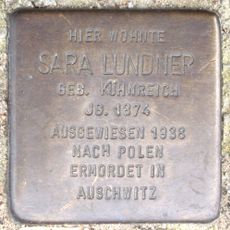 HIER WOHNTE
SARA LUNDNER
GEB. KÜHNREICH
JG. 1874
AUSGEWIESEN 1938
NACH POLEN
ERMORDET IN
AUSCHWITZ